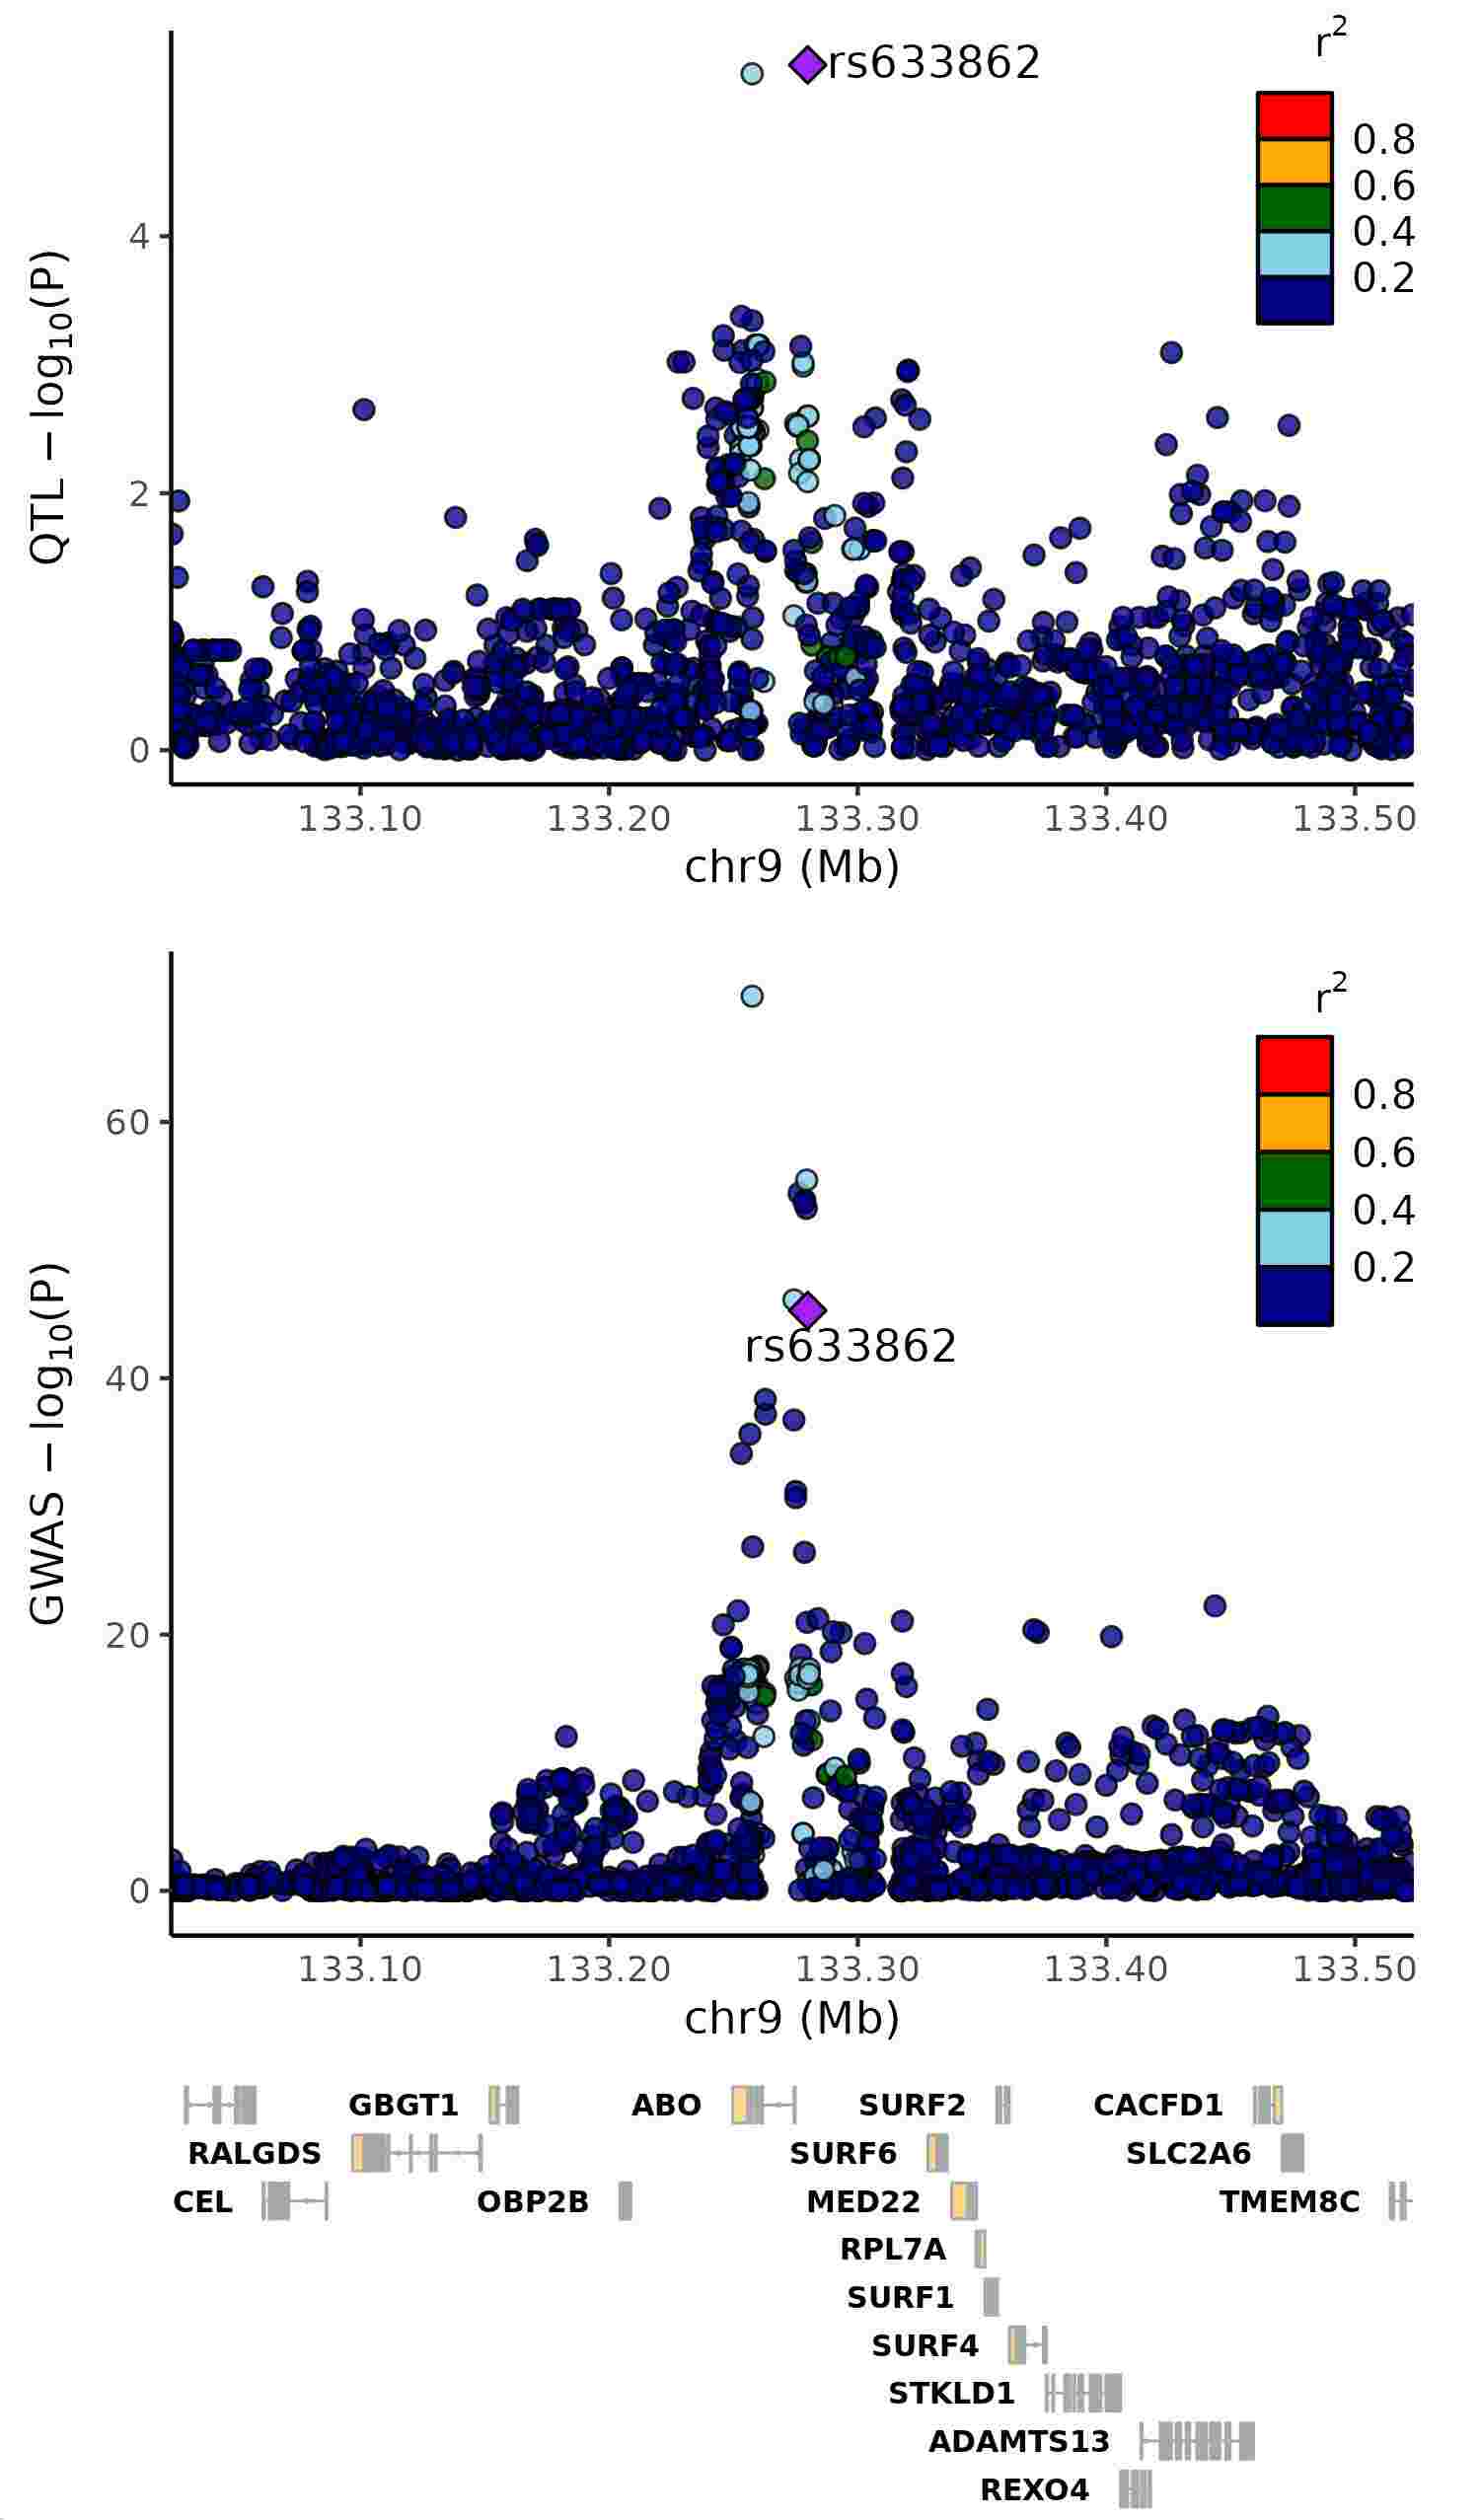 r2
rs633862
0.8
0.6
0.4
0.2
QTL −log10(P)
4
2
0
133.10 133.20 133.30 133.40 133.50
chr9 (Mb)
r2
0.8
0.6
0.4
0.2
GWAS −log10(P)
60
40
20
0
rs633862
133.10 133.20 133.30 133.40 133.50
chr9 (Mb)
GBGT1 ABO SURF2 CACFD1
RALGDS SURF6 SLC2A6
CEL OBP2B MED22 TMEM8C
RPL7A
SURF1
SURF4
STKLD1
ADAMTS13
REXO4